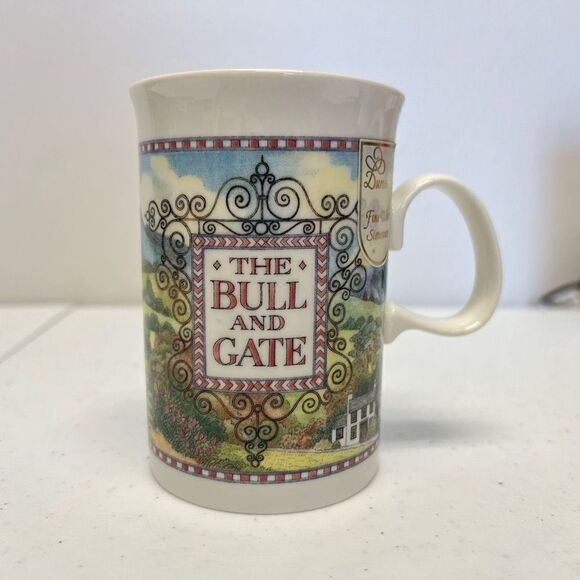 THE
BULL
AND
GATE